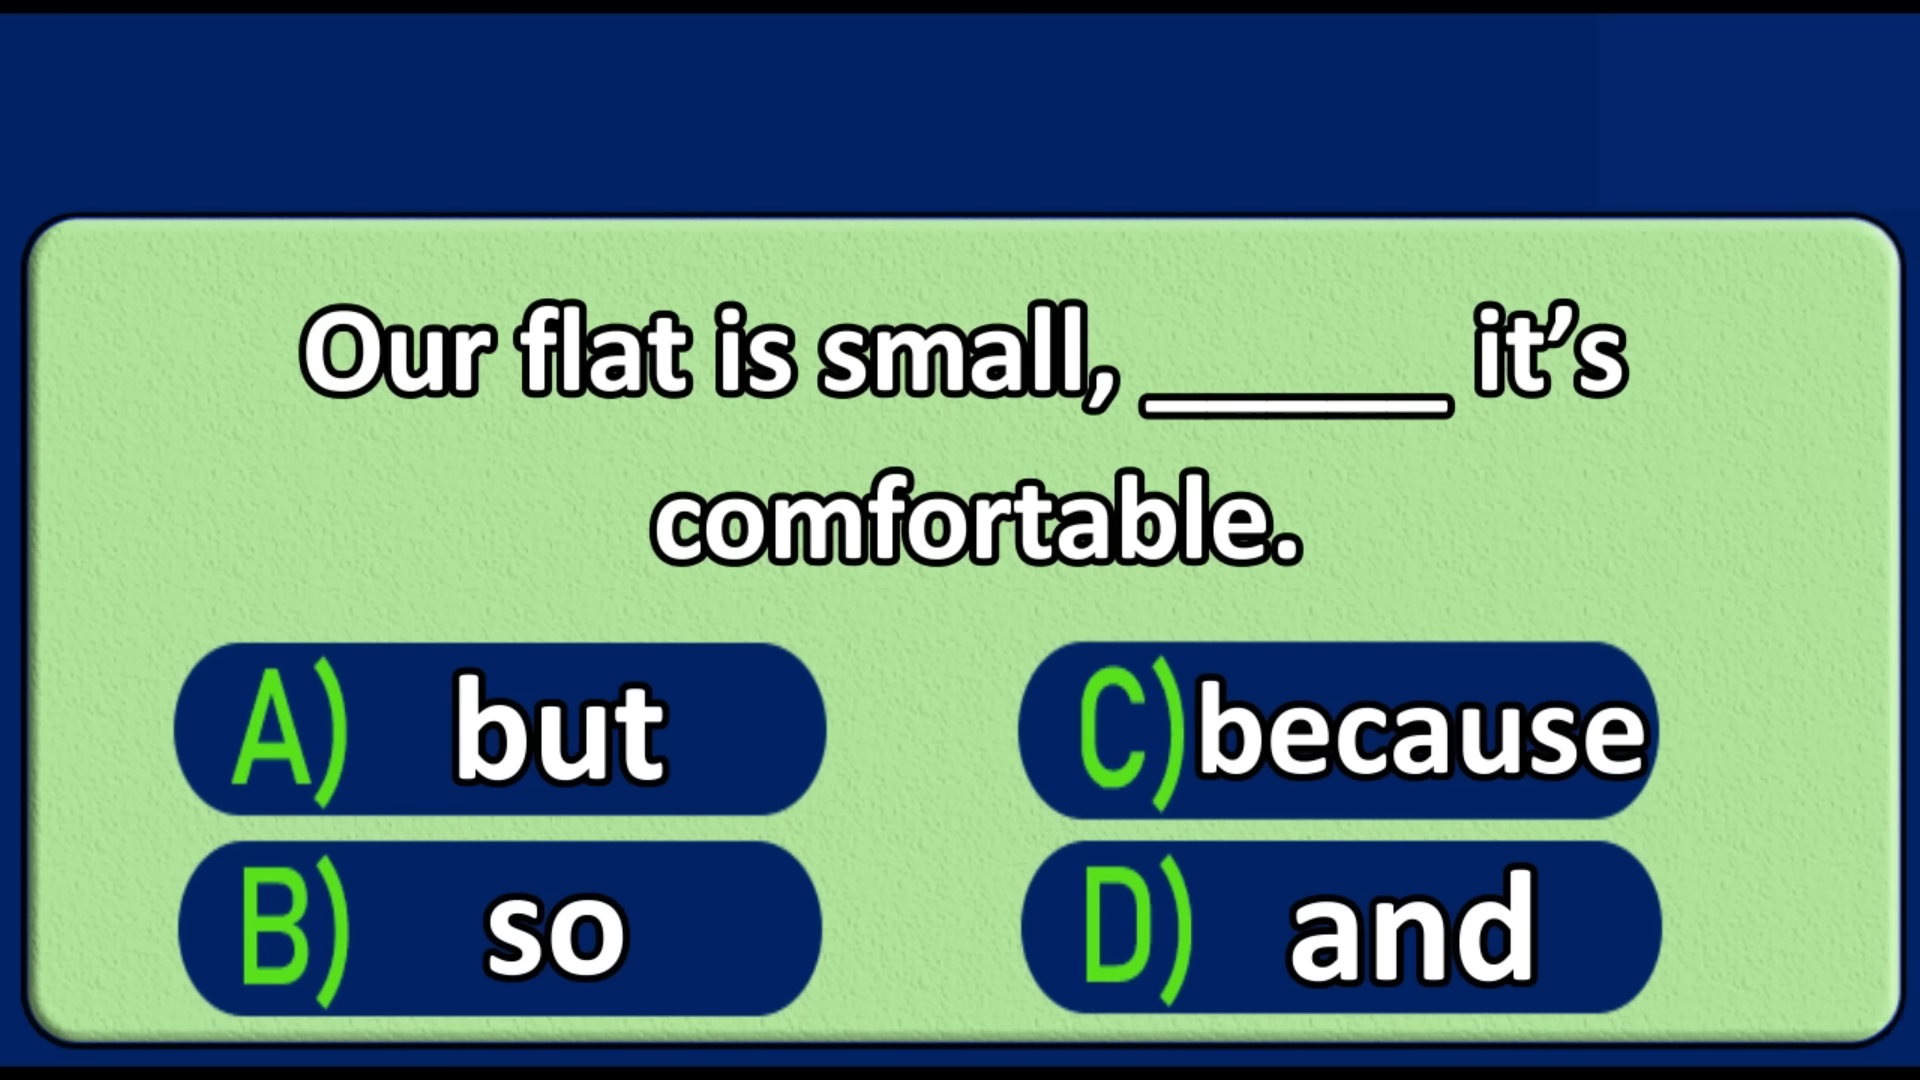 Our flat is small, ______ it’s
comfortable.
A) but
C) because
B) so
D) and